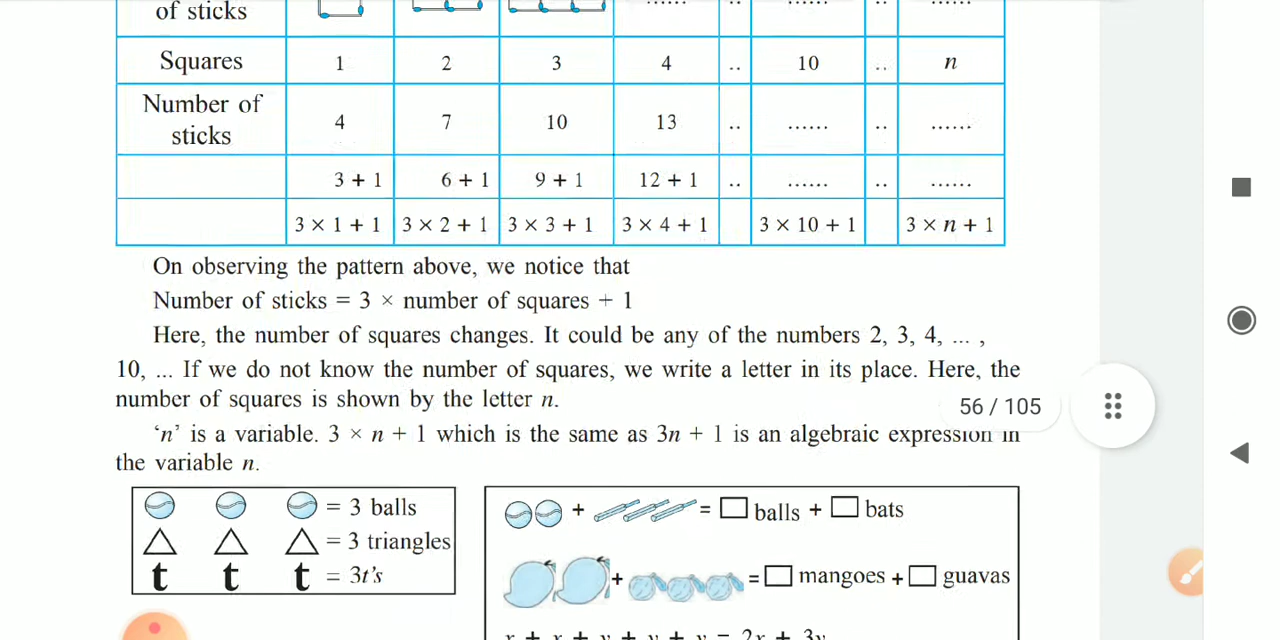 of sticks ...... .. ...... .. ......
Squares 1 2 3 4 .. 10 .. n
Number of sticks 4 7 10 13 .. ...... .. ......
3 + 1 6 + 1 9 + 1 12 + 1 .. ...... .. ......
3 × 1 + 1 3 × 2 + 1 3 × 3 + 1 3 × 4 + 1 3 × 10 + 1 3 × n + 1
On observing the pattern above, we notice that
Number of sticks = 3 × number of squares + 1
Here, the number of squares changes. It could be any of the numbers 2, 3, 4, ... ,
10, ... If we do not know the number of squares, we write a letter in its place. Here, the
number of squares is shown by the letter n.
56 / 105
‘n’ is a variable. 3 × n + 1 which is the same as 3n + 1 is an algebraic expression in
the variable n.
= 3 balls
= 3 triangles
t t t = 3t's
+ = □ balls + □ bats
+ = □ mangoes + □ guavas
x + x + y + y + y = 2x + 3y